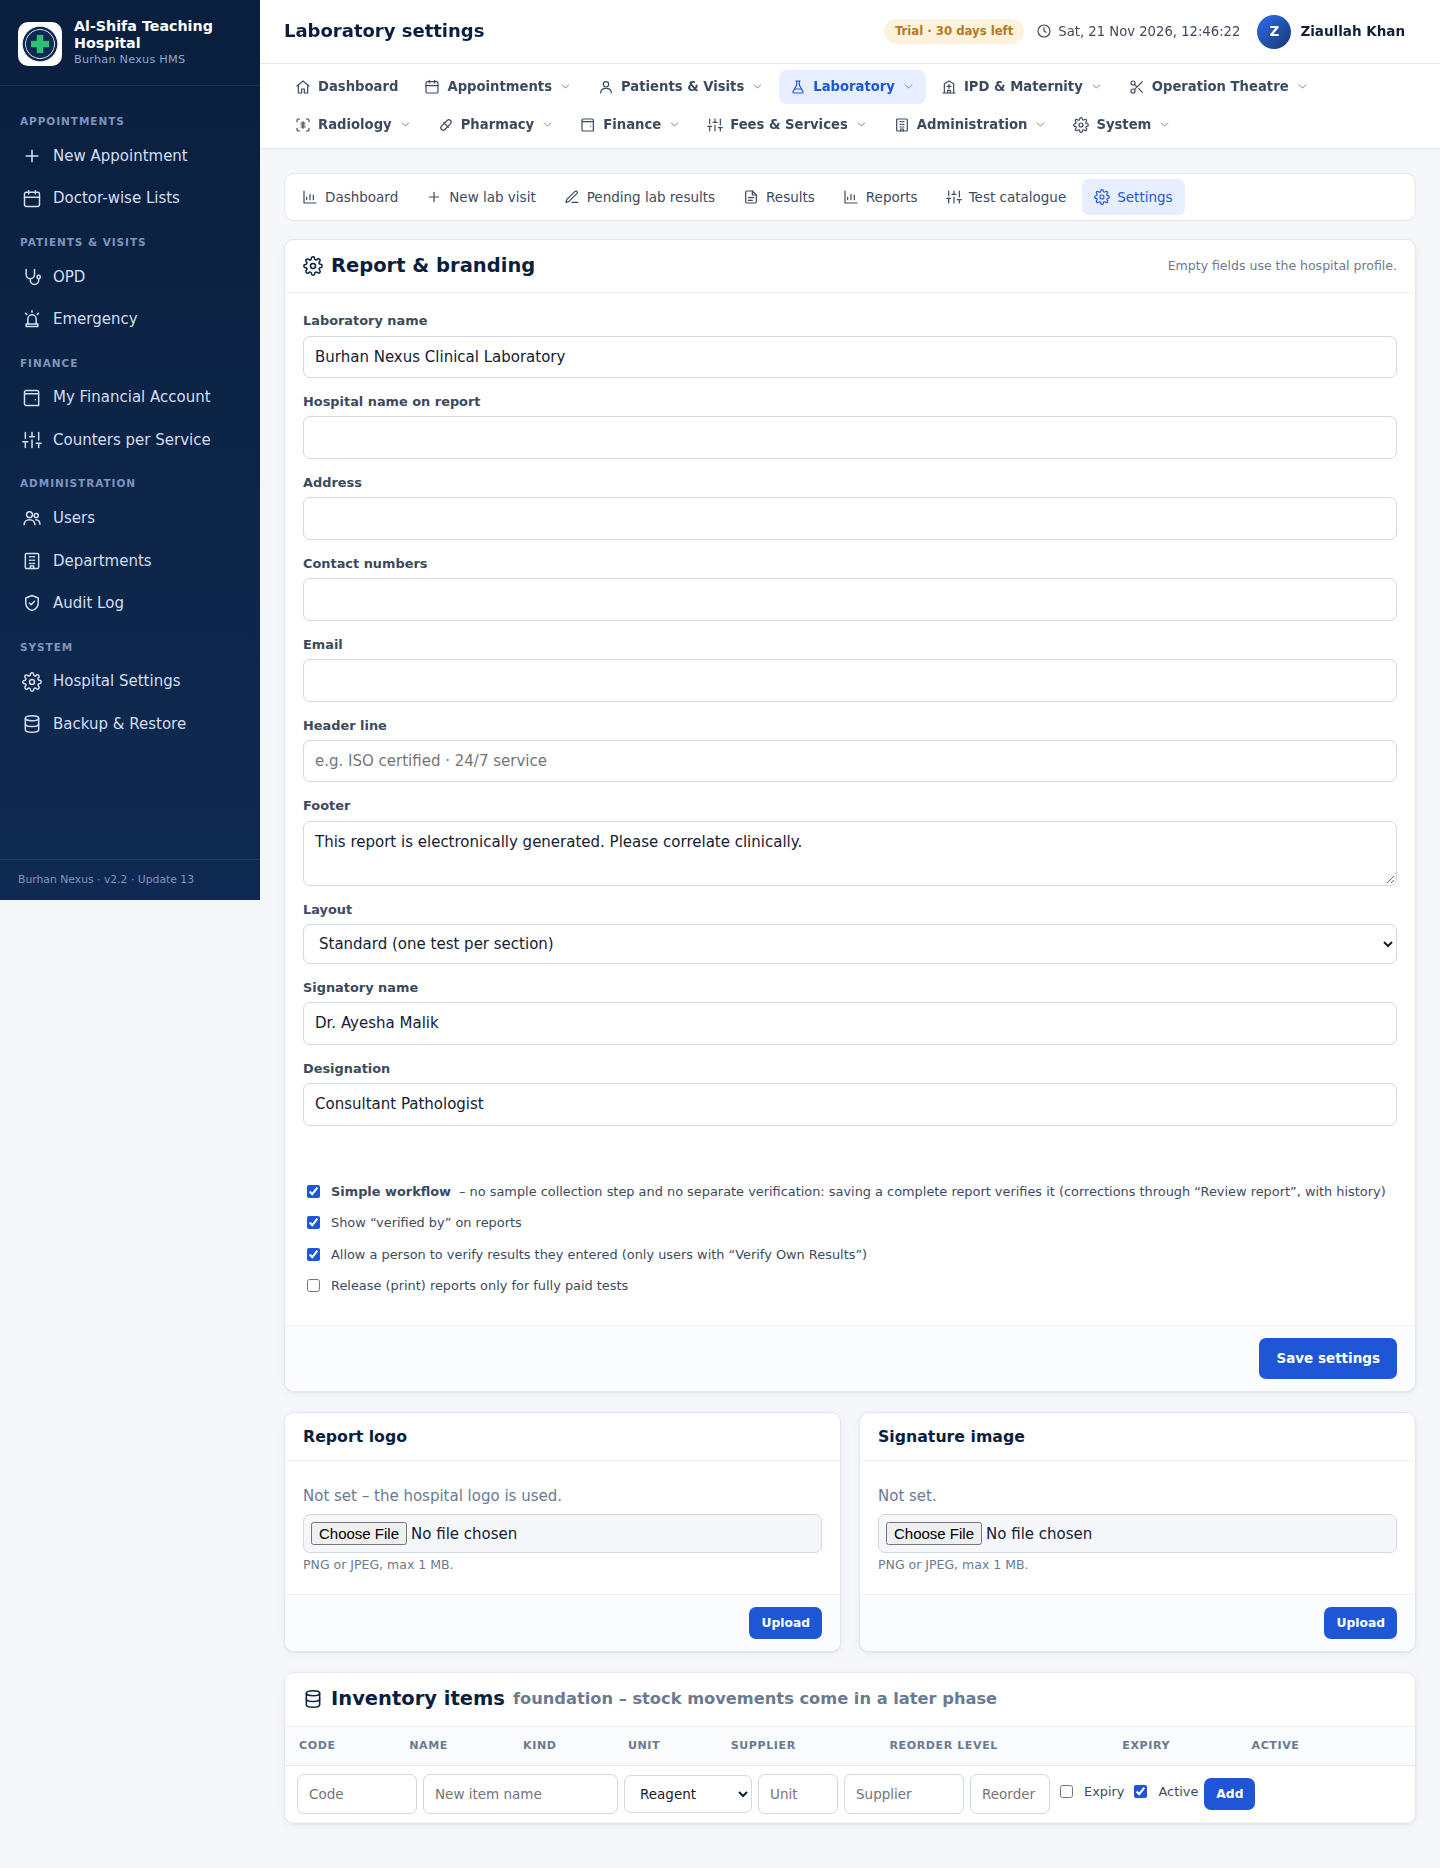 Al-Shifa Teaching
Hospital
Burhan Nexus HMS
APPOINTMENTS
New Appointment
Doctor-wise Lists
PATIENTS & VISITS
OPD
Emergency
FINANCE
My Financial Account
Counters per Service
ADMINISTRATION
Users
Departments
Audit Log
SYSTEM
Hospital Settings
Backup & Restore
Burhan Nexus · v2.2 · Update 13
Laboratory settings
Trial · 30 days left
Sat, 21 Nov 2026, 12:46:22
Z
Ziaullah Khan
Dashboard Appointments Patients & Visits Laboratory IPD & Maternity Operation Theatre
Radiology Pharmacy Finance Fees & Services Administration System
Dashboard New lab visit Pending lab results Results Reports Test catalogue Settings
Report & branding
Empty fields use the hospital profile.
Laboratory name
Burhan Nexus Clinical Laboratory
Hospital name on report
Address
Contact numbers
Email
Header line
e.g. ISO certified · 24/7 service
Footer
This report is electronically generated. Please correlate clinically.
Layout
Standard (one test per section)
Signatory name
Dr. Ayesha Malik
Designation
Consultant Pathologist
Simple workflow – no sample collection step and no separate verification: saving a complete report verifies it (corrections through “Review report”, with history)
Show “verified by” on reports
Allow a person to verify results they entered (only users with “Verify Own Results”)
Release (print) reports only for fully paid tests
Save settings
Report logo
Not set – the hospital logo is used.
Choose File No file chosen
PNG or JPEG, max 1 MB.
Upload
Signature image
Not set.
Choose File No file chosen
PNG or JPEG, max 1 MB.
Upload
Inventory items foundation – stock movements come in a later phase
CODE NAME KIND UNIT SUPPLIER REORDER LEVEL EXPIRY ACTIVE
Code New item name Reagent Unit Supplier Reorder Expiry Active Add